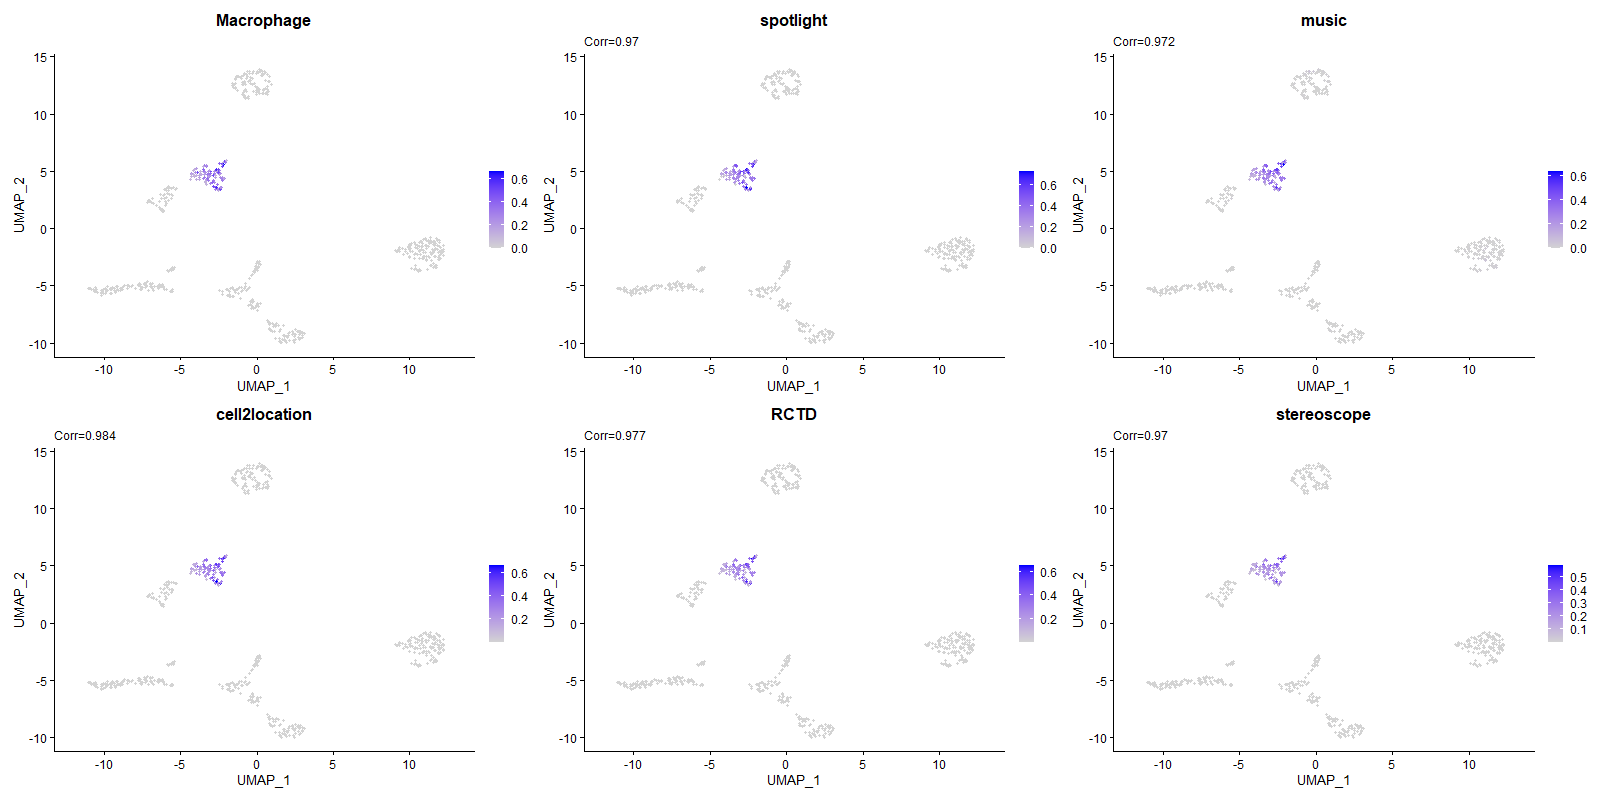 Macrophage
15
10
5
0
-5
-10
UMAP_2
-10 -5 0 5 10
UMAP_1
0.6
0.4
0.2
0.0
spotlight
Corr=0.97
15
10
5
0
-5
-10
UMAP_2
-10 -5 0 5 10
UMAP_1
0.6
0.4
0.2
0.0
music
Corr=0.972
15
10
5
0
-5
-10
UMAP_2
-10 -5 0 5 10
UMAP_1
0.6
0.4
0.2
0.0
cell2location
Corr=0.984
15
10
5
0
-5
-10
UMAP_2
-10 -5 0 5 10
UMAP_1
0.6
0.4
0.2
RCTD
Corr=0.977
15
10
5
0
-5
-10
UMAP_2
-10 -5 0 5 10
UMAP_1
0.6
0.4
0.2
stereoscope
Corr=0.97
15
10
5
0
-5
-10
UMAP_2
-10 -5 0 5 10
UMAP_1
0.5
0.4
0.3
0.2
0.1